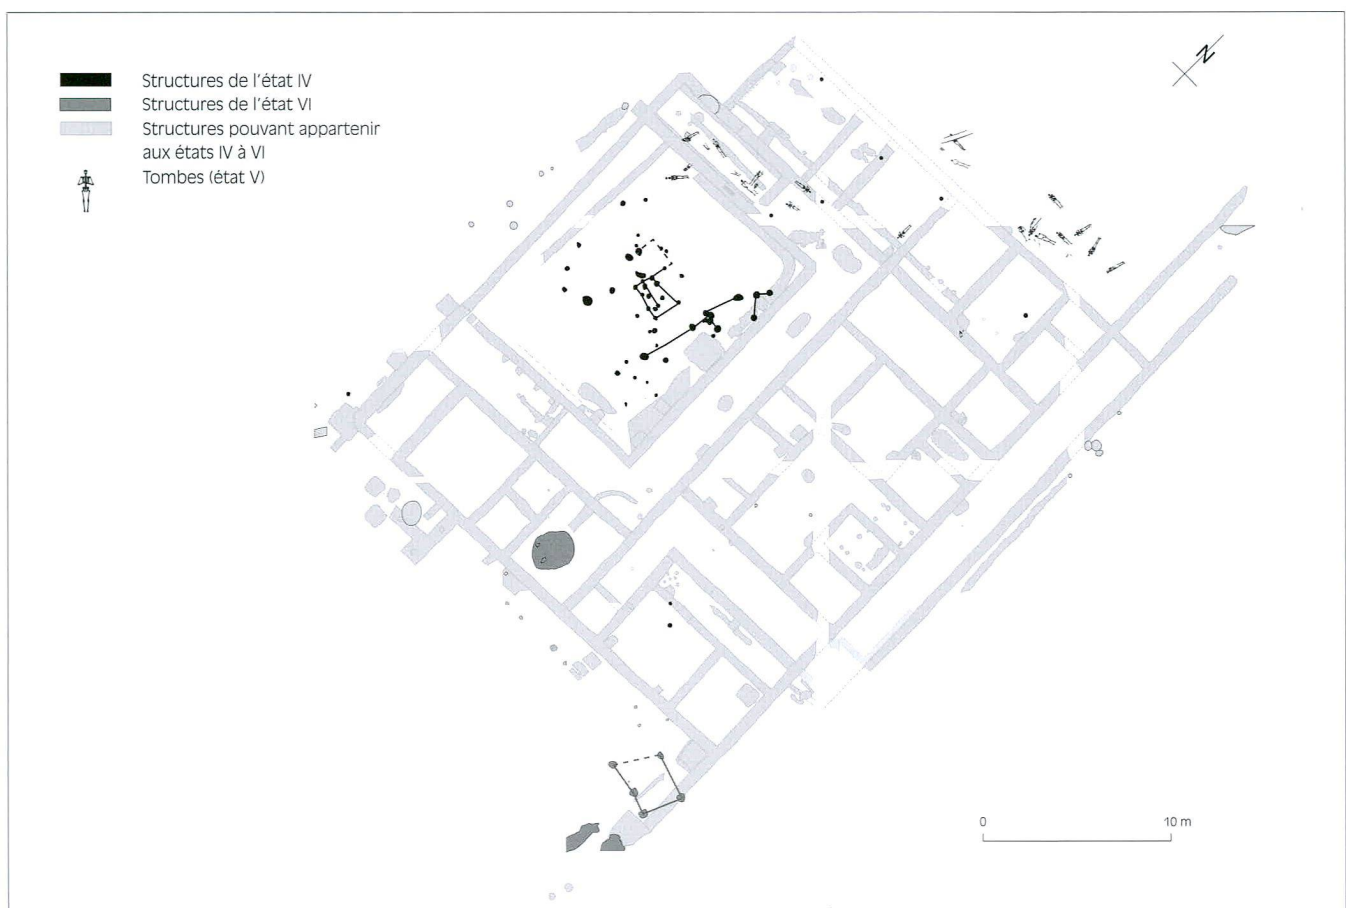 Structures de l'état IV
Structures de l'état VI
Structures pouvant appartenir
aux états IV à VI
Tombes (état V)
N
0 10 m